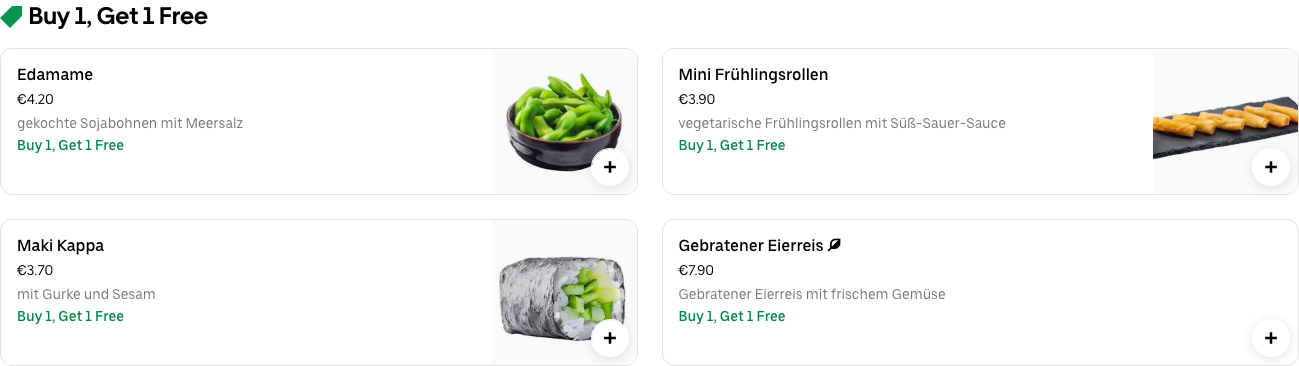 Buy 1, Get 1 Free
Edamame
€4.20
gekochte Sojabohnen mit Meersalz
Buy 1, Get 1 Free
Mini Frühlingsrollen
€3.90
vegetarische Frühlingsrollen mit Süß-Sauer-Sauce
Buy 1, Get 1 Free
Maki Kappa
€3.70
mit Gurke und Sesam
Buy 1, Get 1 Free
Gebratener Eierreis
€7.90
Gebratener Eierreis mit frischem Gemüse
Buy 1, Get 1 Free